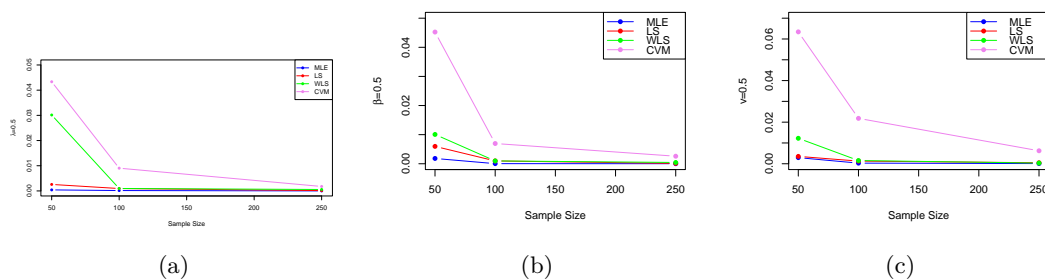 0.00 0.01 0.02 0.03 0.04 0.05
λ=0.5
50 100 150 200 250
Sample Size
MLE
LS
WLS
CVM
(a)
0.00 0.02 0.04
β=0.5
50 100 150 200 250
Sample Size
MLE
LS
WLS
CVM
(b)
0.00 0.02 0.04 0.06
ν=0.5
50 100 150 200 250
Sample Size
MLE
LS
WLS
CVM
(c)